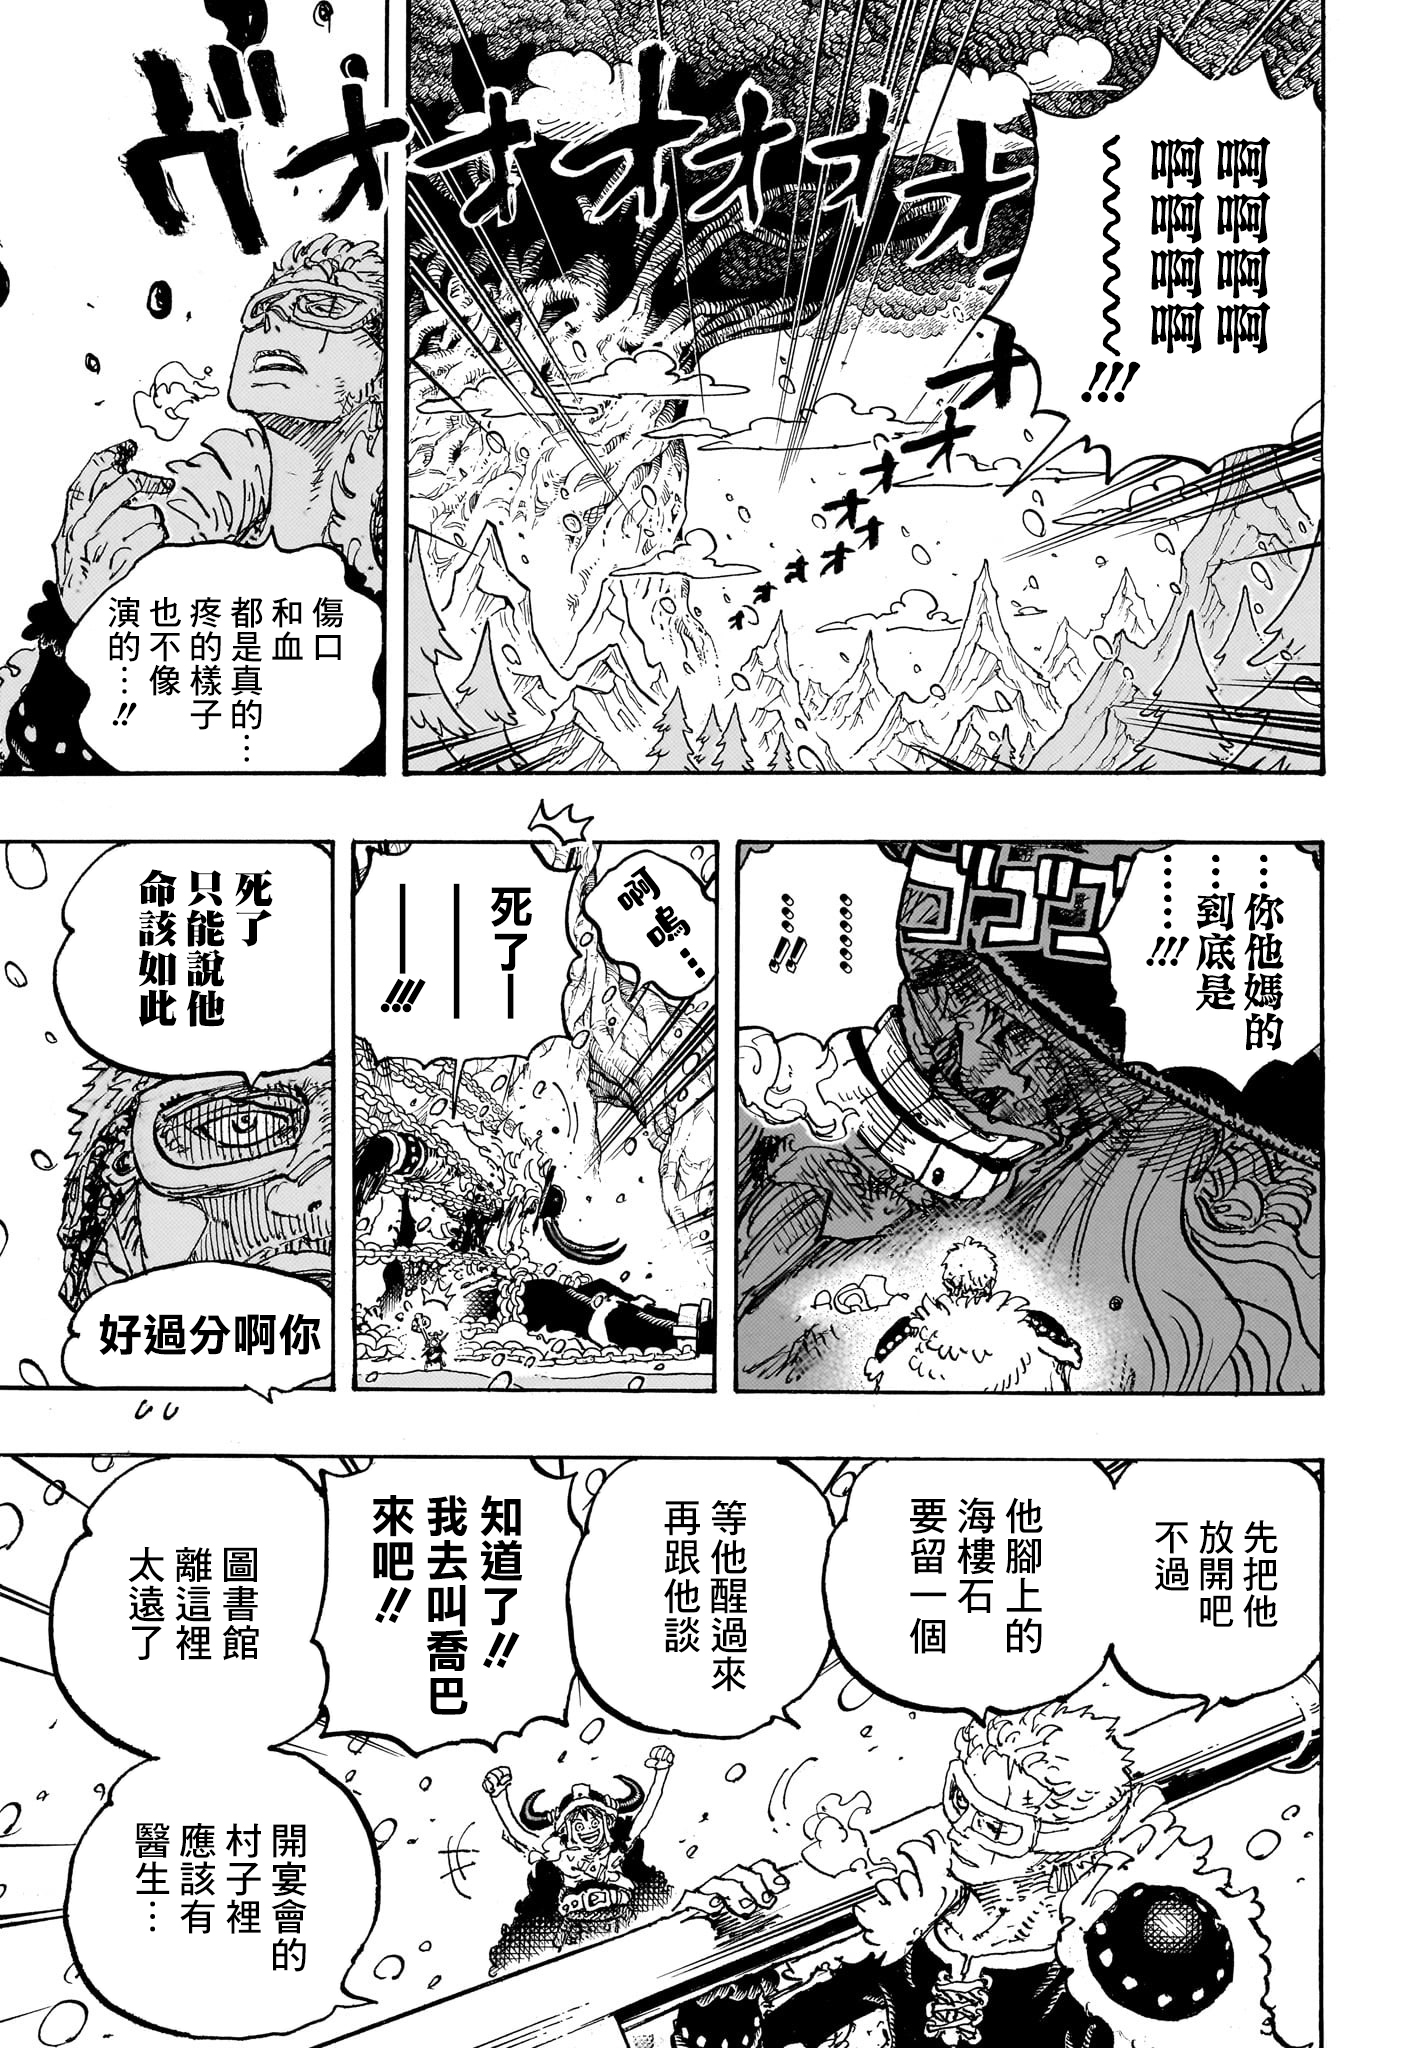 啊啊啊啊
啊啊啊啊
～～～～!!!
ヴオオオオオオ
オオオオオオオオ
傷口
和血
都是真的…
疼的樣子
也不像
演的…!!
…你他媽的
…到底是
……!!!
……
……!!
啊嗚…
死了—
——
——!!!
死了
只能說他
命該如此
好過分啊你
先把他
放開吧
不過
他腳上的
海樓石
要留一個
等他醒過來
再跟他談
知道了!!
我去叫喬巴
來吧!!
圖書館
離這裡
太遠了
開宴會的
村子裡
應該有
醫生…